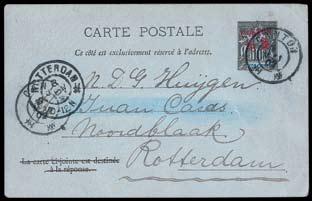 CARTE POSTALE
Ce côté est exclusivement réservé à l'adresse.
ROTTERDAM
N. D. G. Huijgen
Juan Casas
Noordblaak
Rotterdam
La carte ci-jointe est destinée
à la réponse.